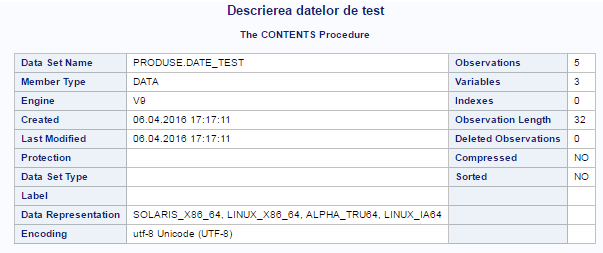 Descrierea datelor de test
The CONTENTS Procedure
Data Set Name PRODUSE.DATE_TEST Observations 5
Member Type DATA Variables 3
Engine V9 Indexes 0
Created 06.04.2016 17:17:11 Observation Length 32
Last Modified 06.04.2016 17:17:11 Deleted Observations 0
Protection Compressed NO
Data Set Type Sorted NO
Label
Data Representation SOLARIS_X86_64, LINUX_X86_64, ALPHA_TRU64, LINUX_IA64
Encoding utf-8 Unicode (UTF-8)